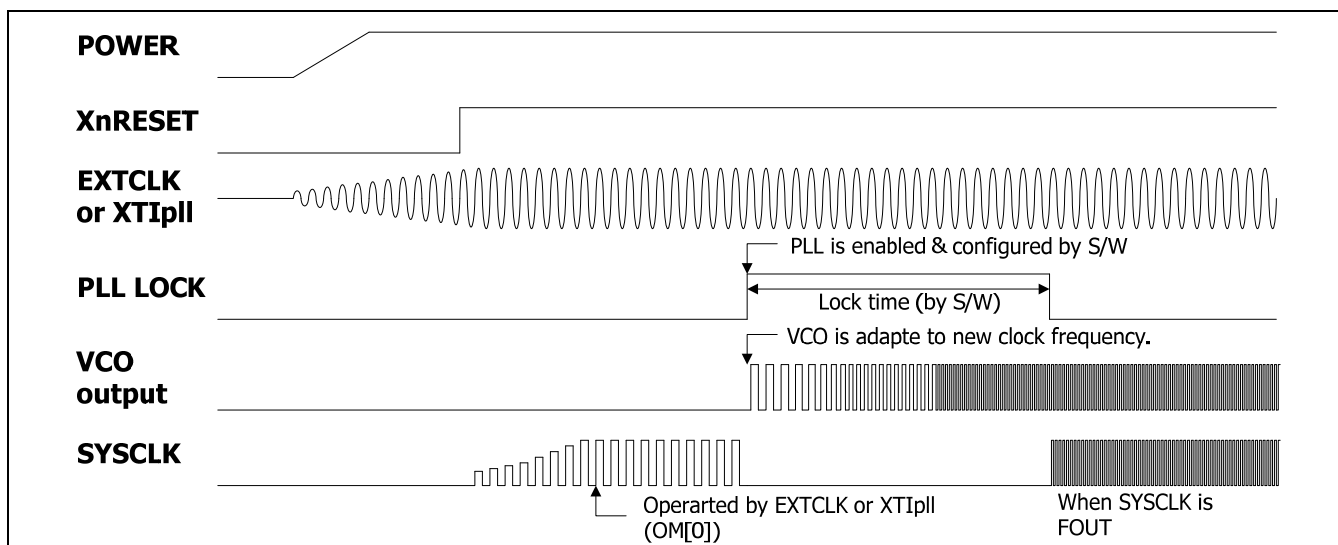 POWER
XnRESET
EXTCLK
or XTIpll
PLL is enabled & configured by S/W
PLL LOCK
Lock time (by S/W)
VCO is adapte to new clock frequency.
VCO
output
SYSCLK
Operarted by EXTCLK or XTIpll
(OM[0])
When SYSCLK is
FOUT